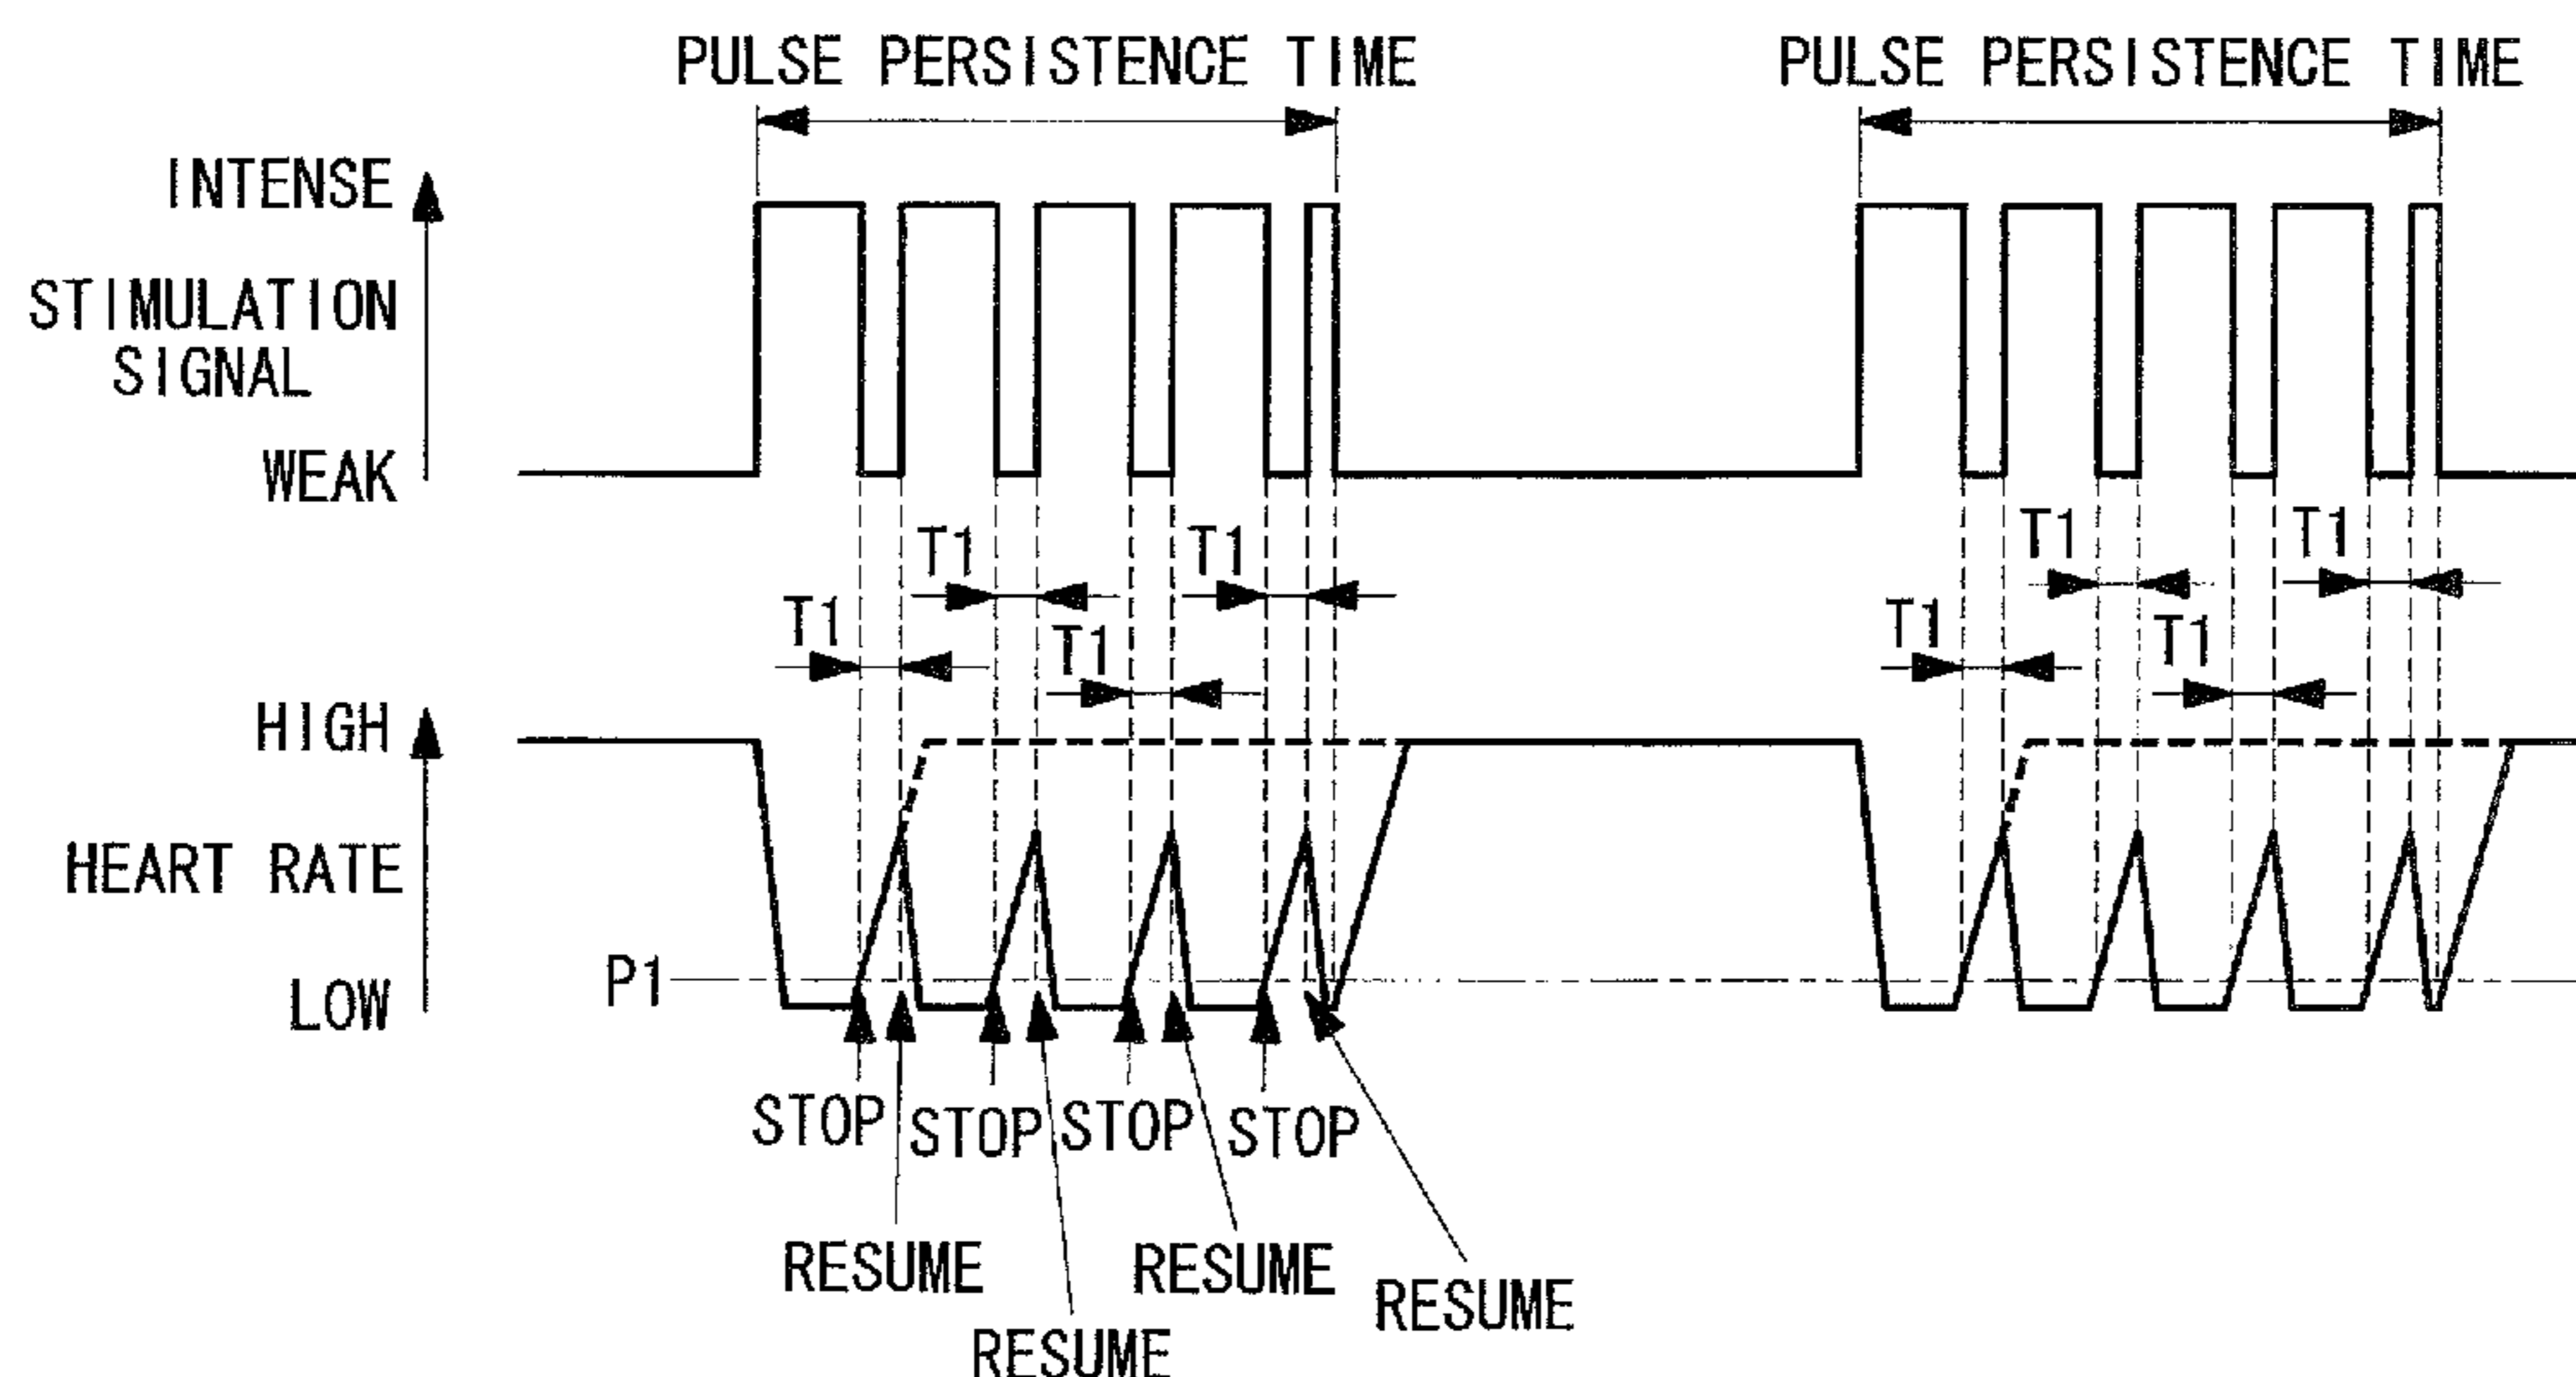 PULSE PERSISTENCE TIME
PULSE PERSISTENCE TIME
INTENSE
STIMULATION
SIGNAL
WEAK
T1
T1
T1
T1
T1
T1
T1
T1
HIGH
HEART RATE
P1
LOW
STOP
STOP
STOP
STOP
RESUME
RESUME
RESUME
RESUME